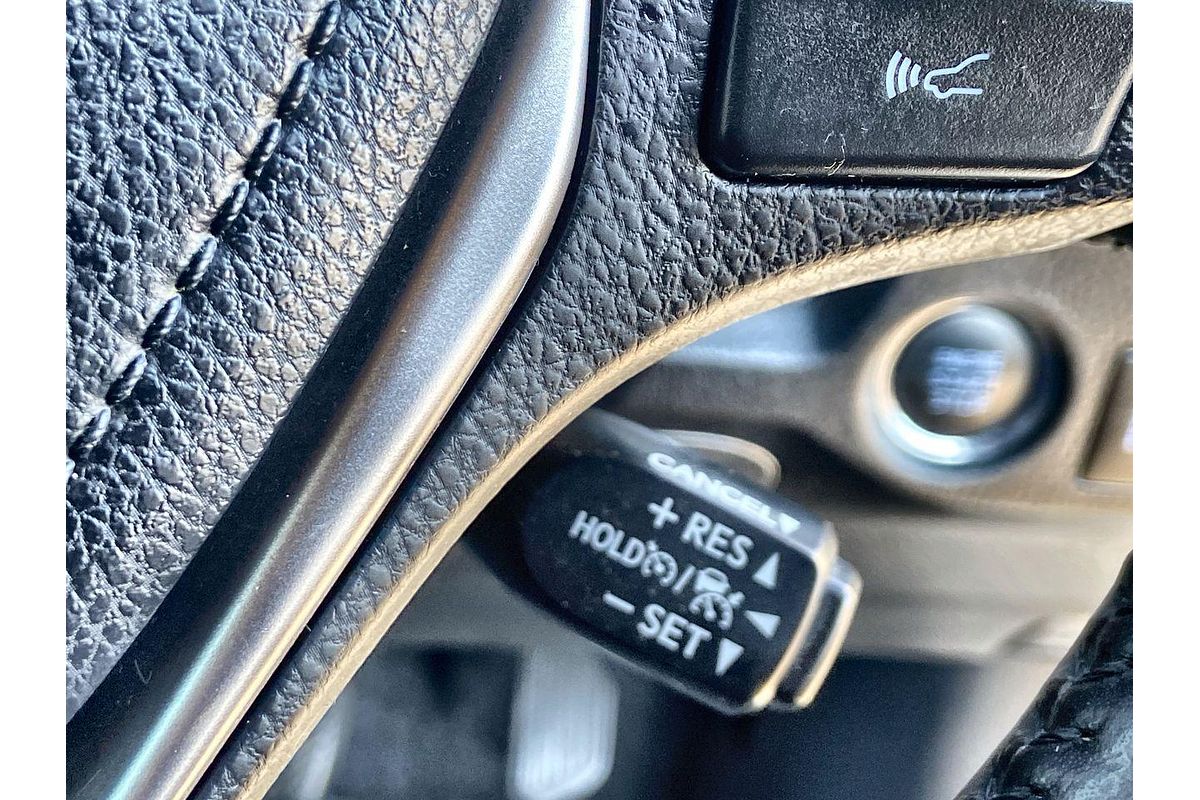 CANCEL▼
+ RES ▲
HOLD / ◀
− SET ▼